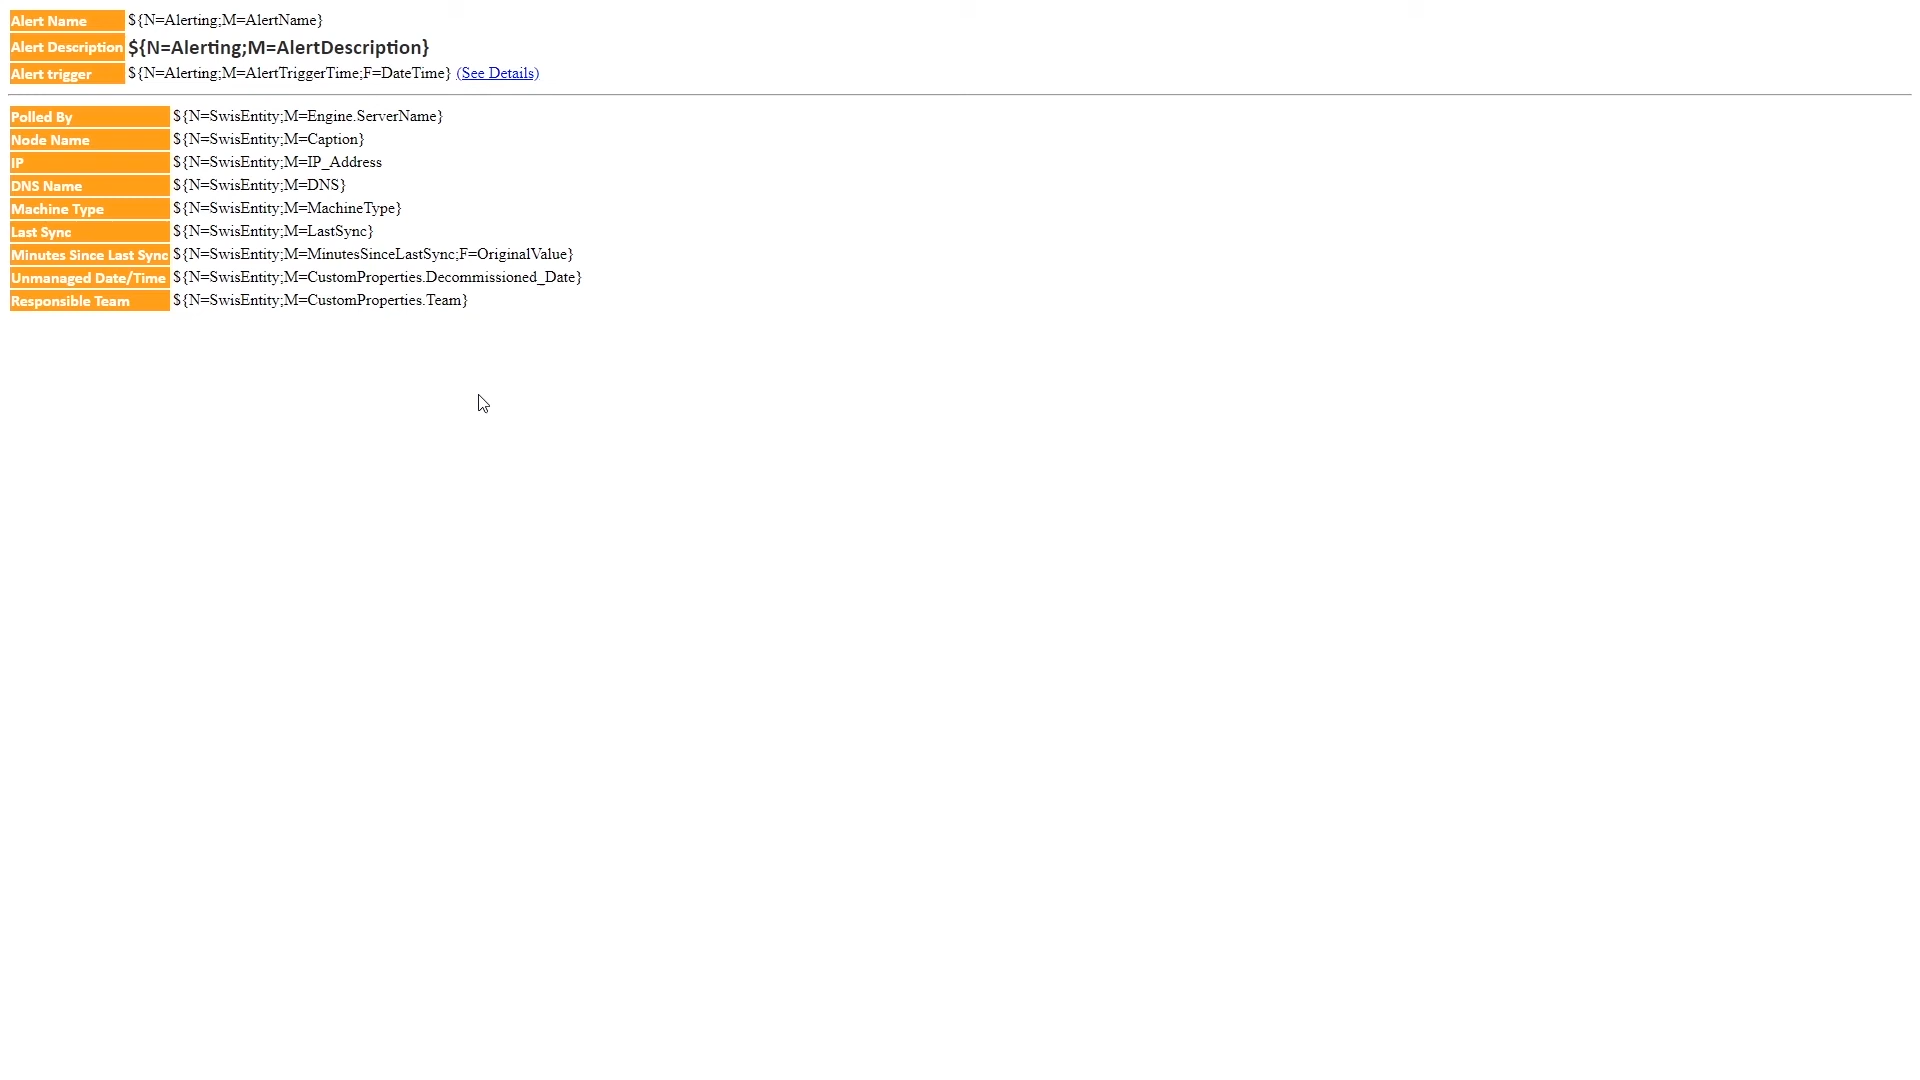 Alert Name ${N=Alerting;M=AlertName}
Alert Description ${N=Alerting;M=AlertDescription}
Alert trigger ${N=Alerting;M=AlertTriggerTime;F=DateTime} (See Details)
Polled By ${N=SwisEntity;M=Engine.ServerName}
Node Name ${N=SwisEntity;M=Caption}
IP ${N=SwisEntity;M=IP_Address
DNS Name ${N=SwisEntity;M=DNS}
Machine Type ${N=SwisEntity;M=MachineType}
Last Sync ${N=SwisEntity;M=LastSync}
Minutes Since Last Sync ${N=SwisEntity;M=MinutesSinceLastSync;F=OriginalValue}
Unmanaged Date/Time ${N=SwisEntity;M=CustomProperties.Decommissioned_Date}
Responsible Team ${N=SwisEntity;M=CustomProperties.Team}